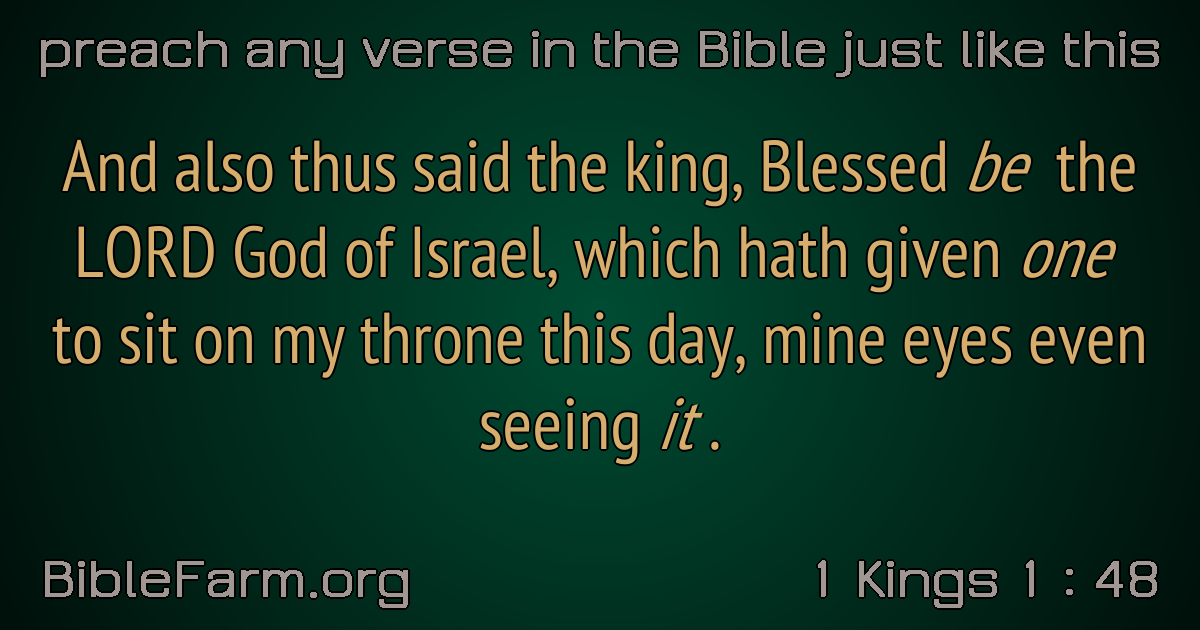 preach any verse in the Bible just like this
And also thus said the king, Blessed be the
LORD God of Israel, which hath given one
to sit on my throne this day, mine eyes even
seeing it .
BibleFarm.org
1 Kings 1 : 48